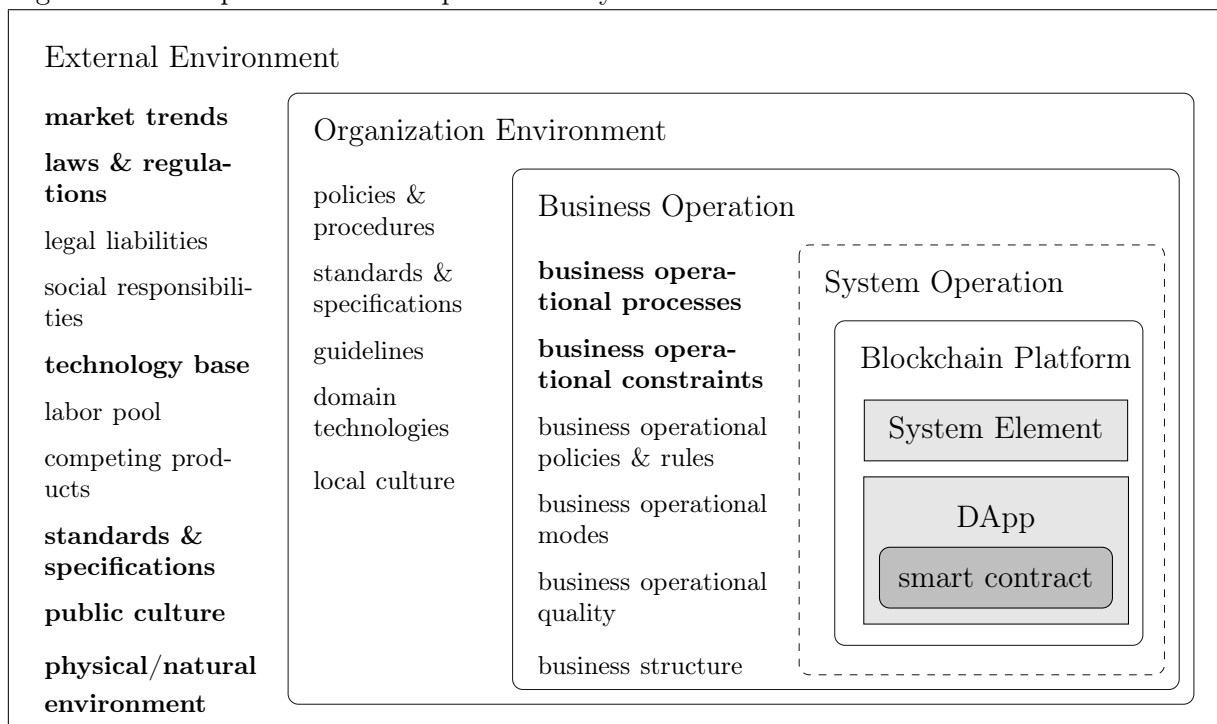 External Environment
market trends
laws & regula-
tions
legal liabilities
social responsibili-
ties
technology base
labor pool
competing prod-
ucts
standards &
specifications
public culture
physical/natural
environment
Organization Environment
policies &
procedures
standards &
specifications
guidelines
domain
technologies
local culture
Business Operation
business opera-
tional processes
business opera-
tional constraints
business operational
policies & rules
business operational
modes
business operational
quality
business structure
System Operation
Blockchain Platform
System Element
DApp
smart contract